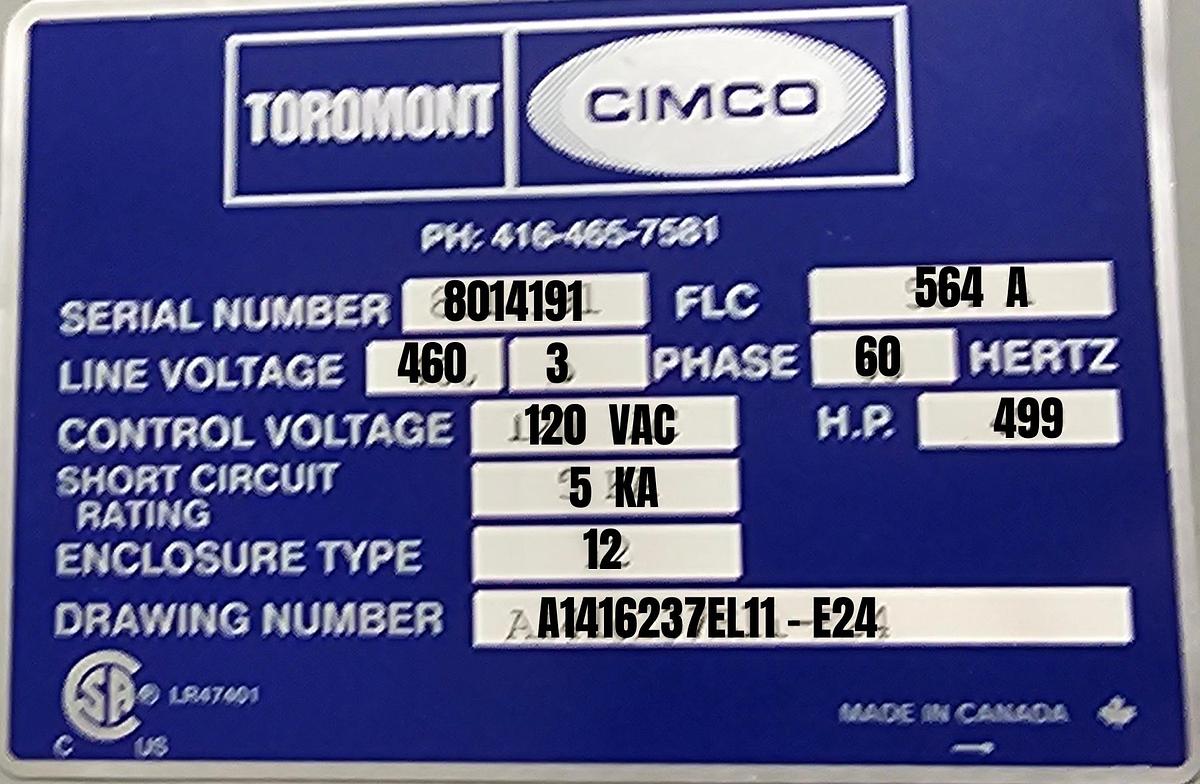 TOROMONT CIMCO
PH: 416-465-7581
SERIAL NUMBER 8014191 FLC 564 A
LINE VOLTAGE 460 3 PHASE 60 HERTZ
CONTROL VOLTAGE 120 VAC H.P. 499
SHORT CIRCUIT
RATING 5 KA
ENCLOSURE TYPE 12
DRAWING NUMBER A1416237EL11 - E24
CSA ® LR47401
C US
MADE IN CANADA